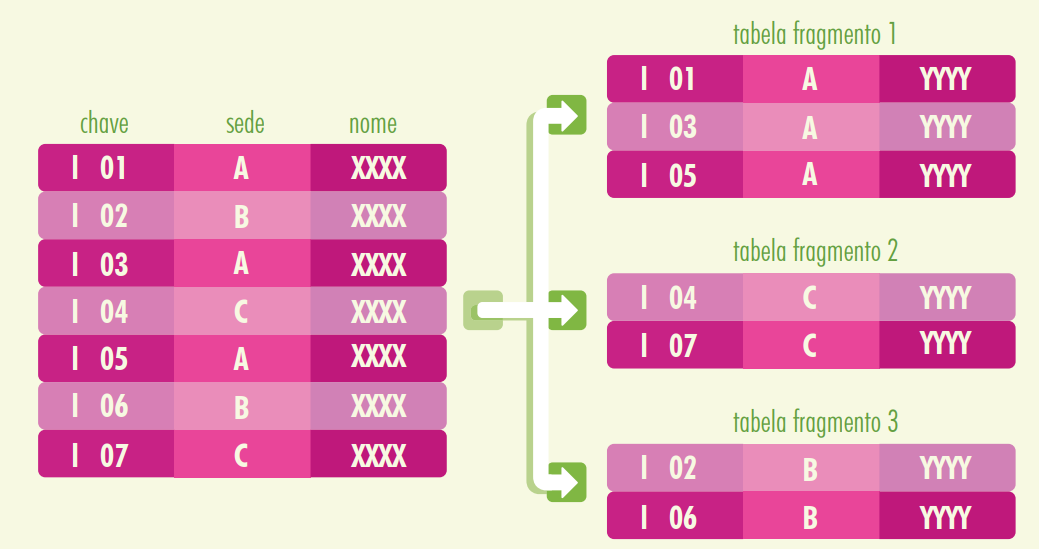 chave sede nome
I 01 A XXXX
I 02 B XXXX
I 03 A XXXX
I 04 C XXXX
I 05 A XXXX
I 06 B XXXX
I 07 C XXXX
tabela fragmento 1
I 01 A YYYY
I 03 A YYYY
I 05 A YYYY
tabela fragmento 2
I 04 C YYYY
I 07 C YYYY
tabela fragmento 3
I 02 B YYYY
I 06 B YYYY